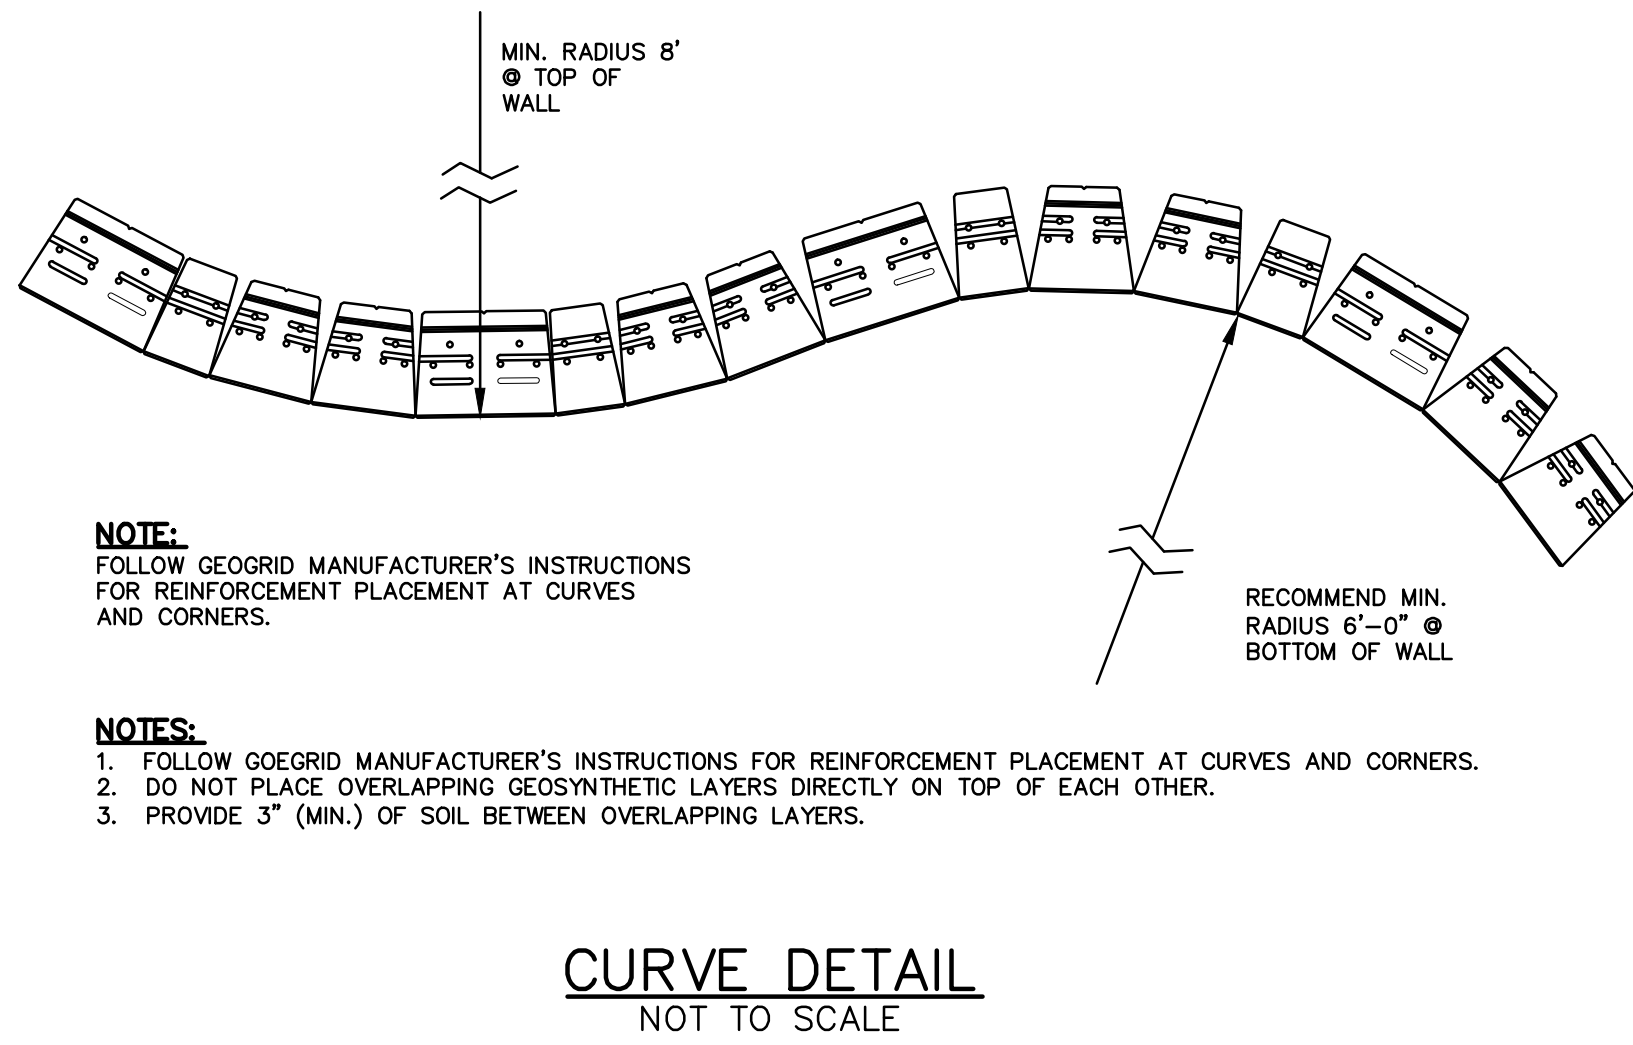 MIN. RADIUS 8'
@ TOP OF
WALL
NOTE:
FOLLOW GEOGRID MANUFACTURER'S INSTRUCTIONS
FOR REINFORCEMENT PLACEMENT AT CURVES
AND CORNERS.
RECOMMEND MIN.
RADIUS 6'-0" @
BOTTOM OF WALL
NOTES:
1. FOLLOW GOEGRID MANUFACTURER'S INSTRUCTIONS FOR REINFORCEMENT PLACEMENT AT CURVES AND CORNERS.
2. DO NOT PLACE OVERLAPPING GEOSYNTHETIC LAYERS DIRECTLY ON TOP OF EACH OTHER.
3. PROVIDE 3" (MIN.) OF SOIL BETWEEN OVERLAPPING LAYERS.
CURVE DETAIL
NOT TO SCALE